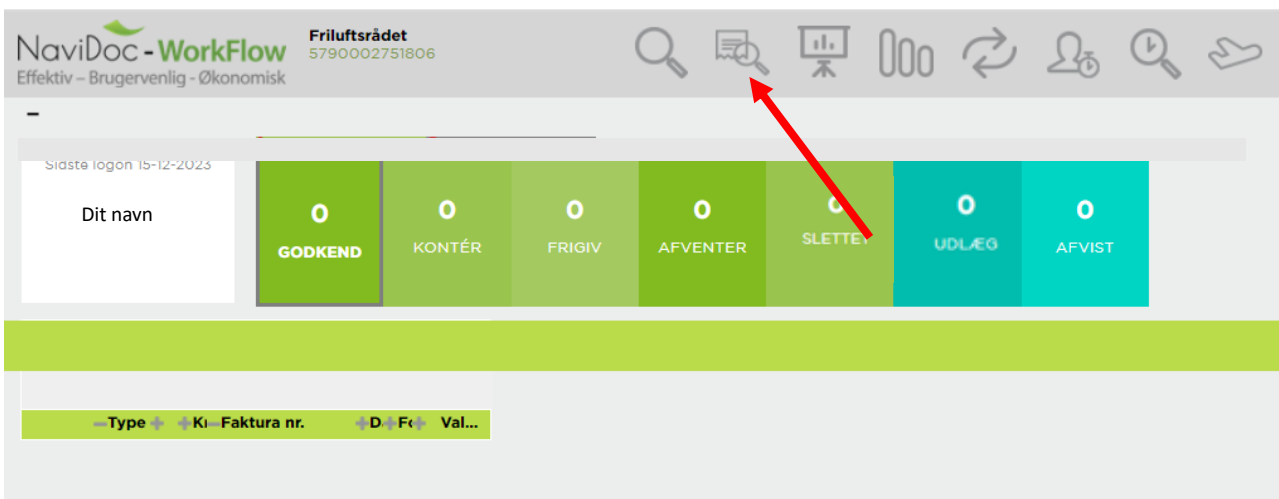 NaviDoc - WorkFlow
Effektiv – Brugervenlig - Økonomisk
Friluftsrådet
5790002751806
–
Sidste logon 15-12-2023
Dit navn
0
GODKEND
0
KONTÉR
0
FRIGIV
0
AFVENTER
0
SLETTET
0
UDLÆG
0
AFVIST
Type Faktura nr. Val...